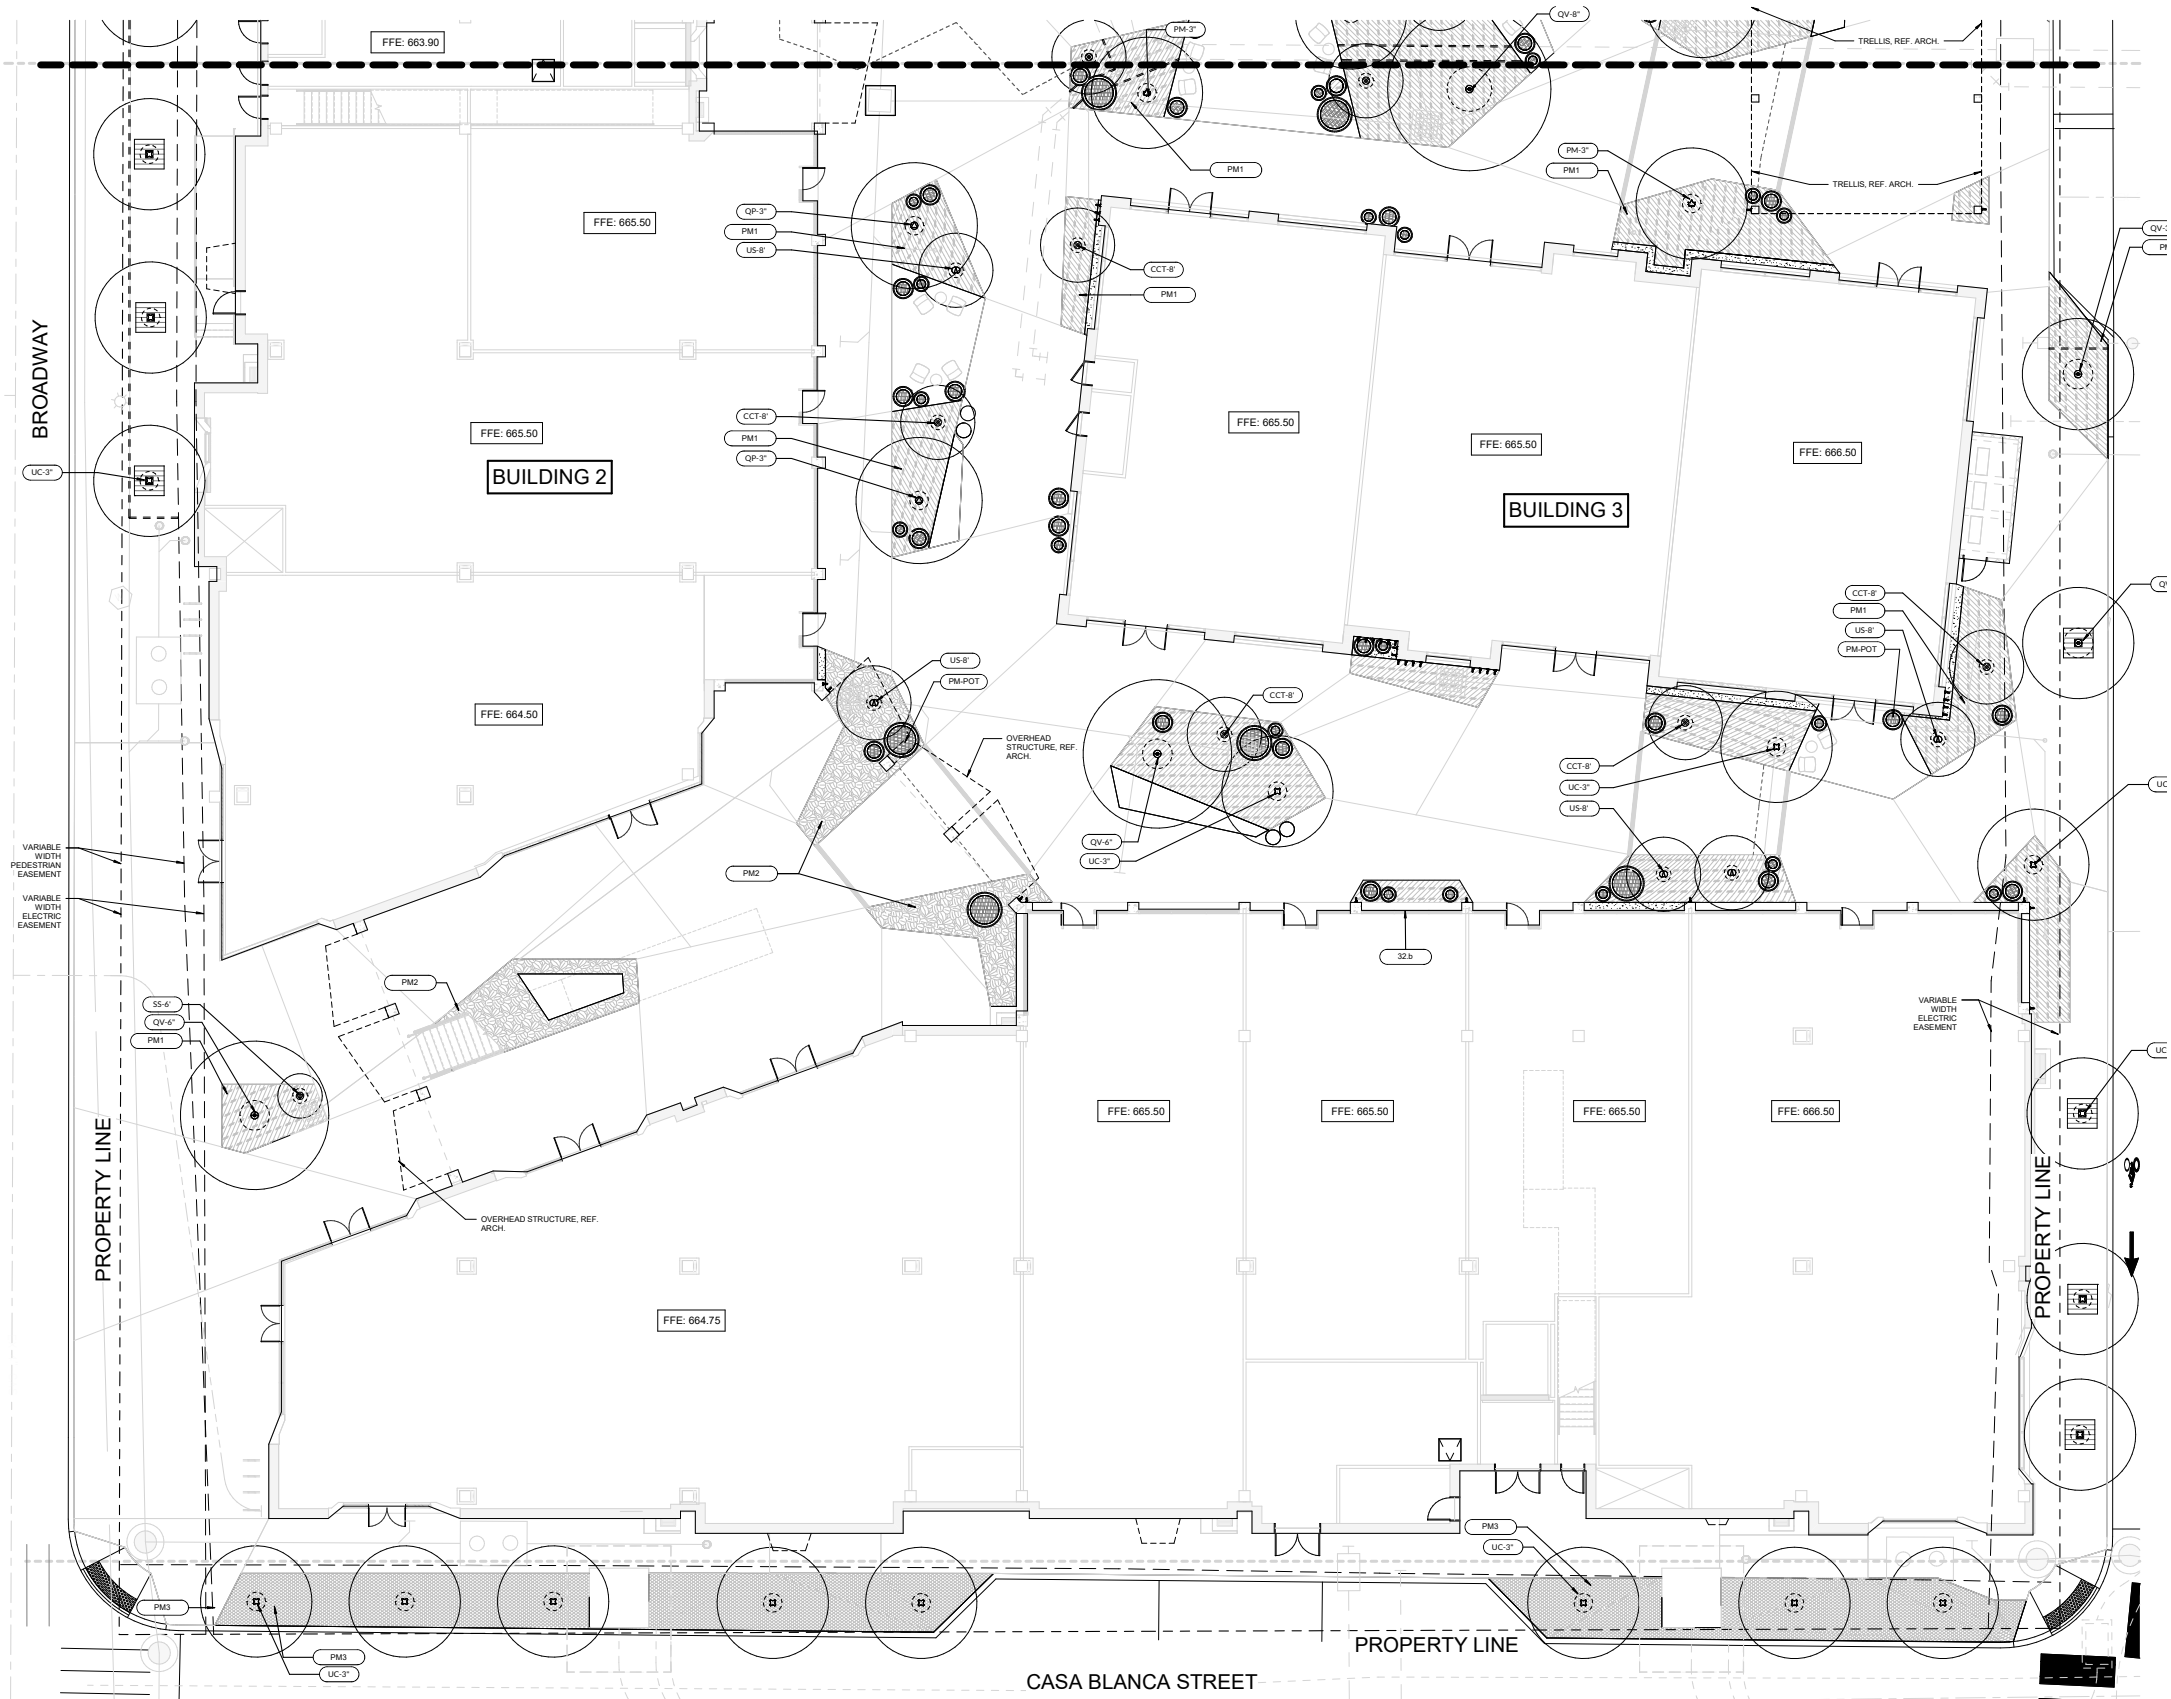 QV-8"
FFE: 663.90
PM-3"
TRELLIS, REF. ARCH.
PM-3"
PM1
PM1
TRELLIS, REF. ARCH.
QP-3"
PM1
US-8'
FFE: 665.50
CCT-8'
PM1
BROADWAY
CCT-8'
PM1
QP-3"
FFE: 665.50
FFE: 665.50
FFE: 665.50
FFE: 666.50
UC-3"
BUILDING 2
BUILDING 3
CCT-8'
PM1
US-8'
PM-POT
US-8'
PM-POT
CCT-8'
FFE: 664.50
OVERHEAD
STRUCTURE, REF.
ARCH.
CCT-8'
UC-3"
US-8'
QV-6"
UC-3"
VARIABLE
WIDTH
PEDESTRIAN
EASEMENT
PM2
VARIABLE
WIDTH
ELECTRIC
EASEMENT
32.b
PM2
SS-6'
QV-6"
PM1
VARIABLE
WIDTH
ELECTRIC
EASEMENT
UC
UC
FFE: 665.50
FFE: 665.50
FFE: 665.50
FFE: 666.50
PROPERTY LINE
PROPERTY LINE
OVERHEAD STRUCTURE, REF.
ARCH.
FFE: 664.75
PM3
UC-3"
PM3
PM3
UC-3"
PROPERTY LINE
CASA BLANCA STREET